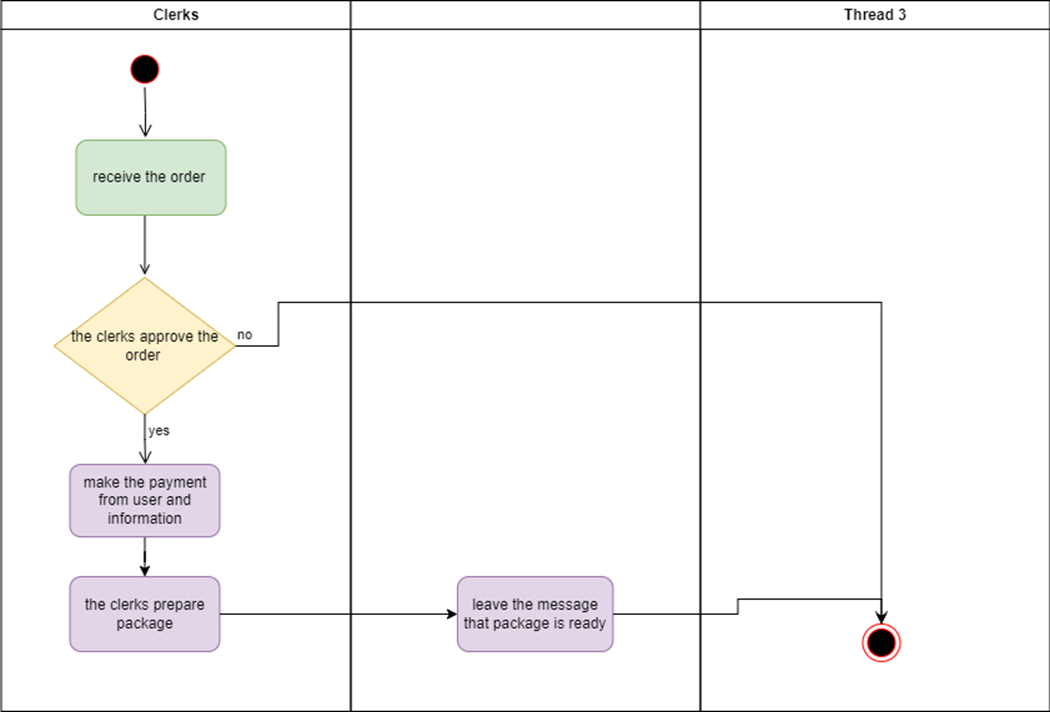 Clerks
Thread 3
receive the order
the clerks approve the
order
no
yes
make the payment
from user and
information
the clerks prepare
package
leave the message
that package is ready